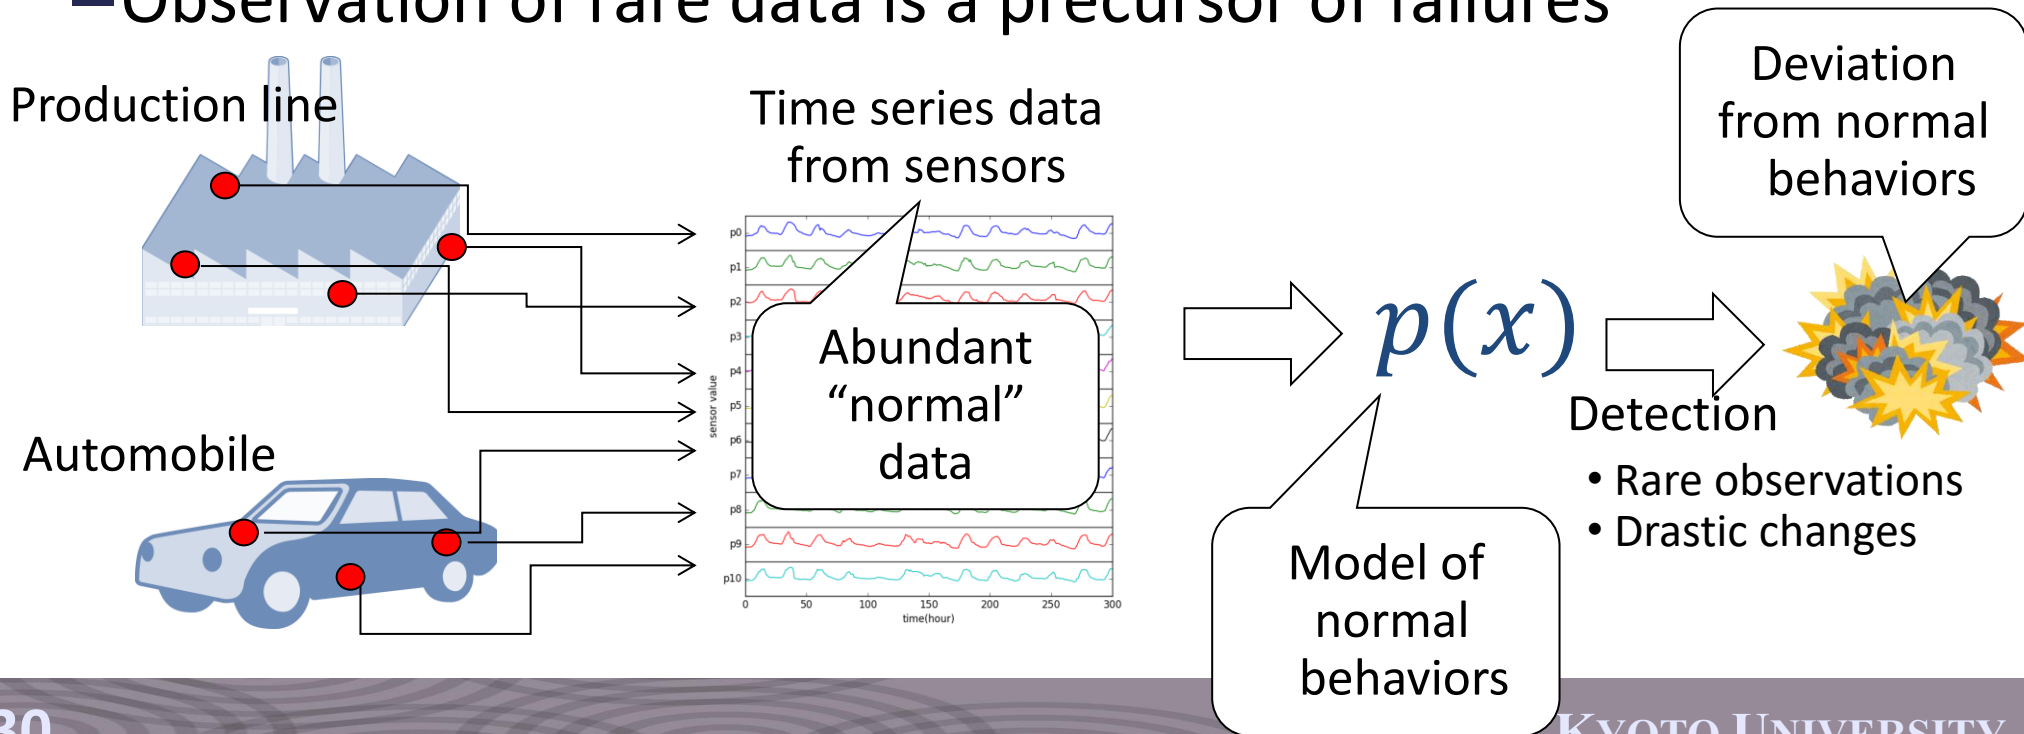 –Observation of rare data is a precursor of failures
Production line
Time series data
from sensors
Deviation
from normal
behaviors
p0
p1
p2
p3
p4
p5
p6
p7
p8
p9
p10
sensor value
0 50 100 150 200 250 300
time(hour)
Abundant
“normal”
data
p(x)
Detection
• Rare observations
• Drastic changes
Automobile
Model of
normal
behaviors
30
KYOTO UNIVERSITY